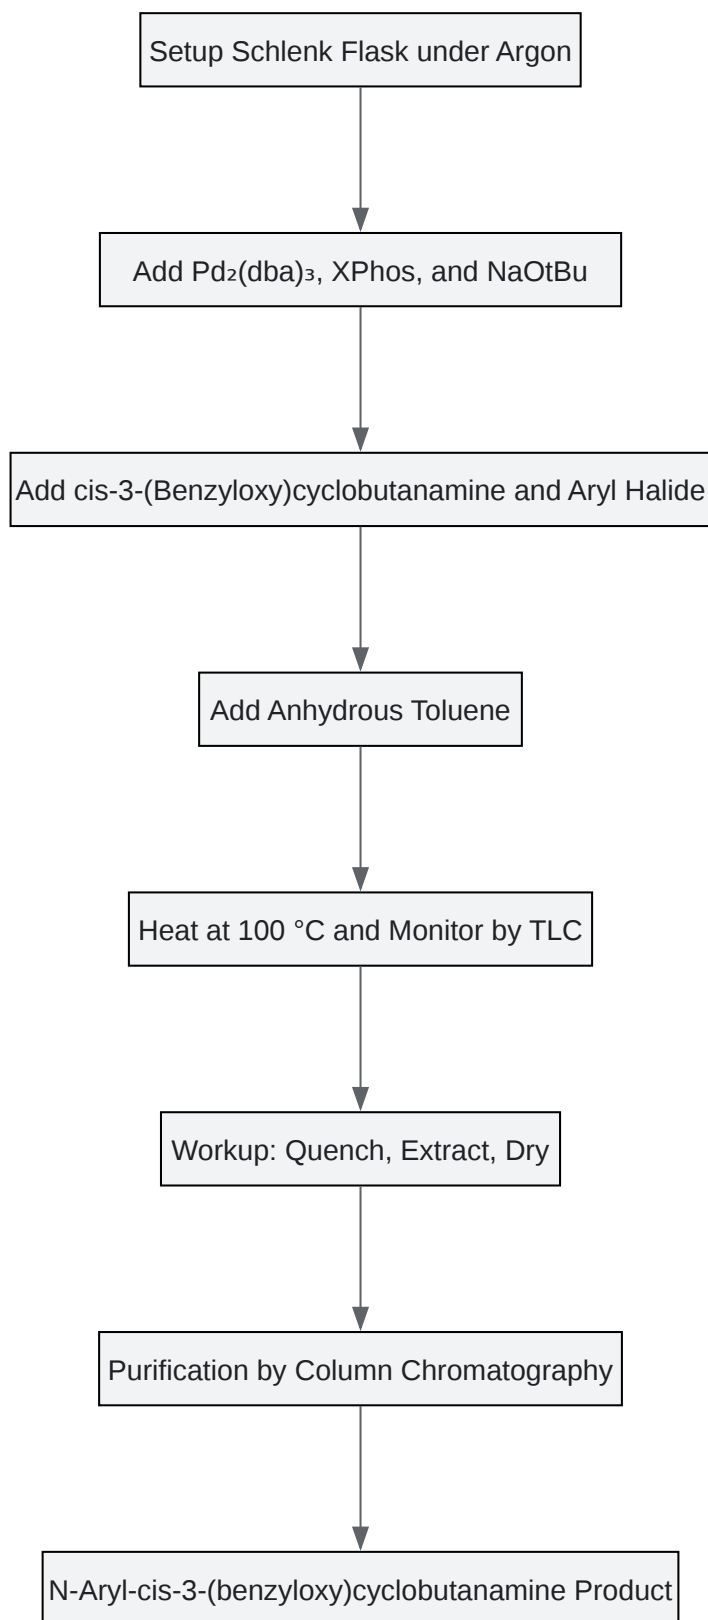 Setup Schlenk Flask under Argon
Add Pd₂(dba)₃, XPhos, and NaOtBu
Add cis-3-(Benzyloxy)cyclobutanamine and Aryl Halide
Add Anhydrous Toluene
Heat at 100 °C and Monitor by TLC
Workup: Quench, Extract, Dry
Purification by Column Chromatography
N-Aryl-cis-3-(benzyloxy)cyclobutanamine Product